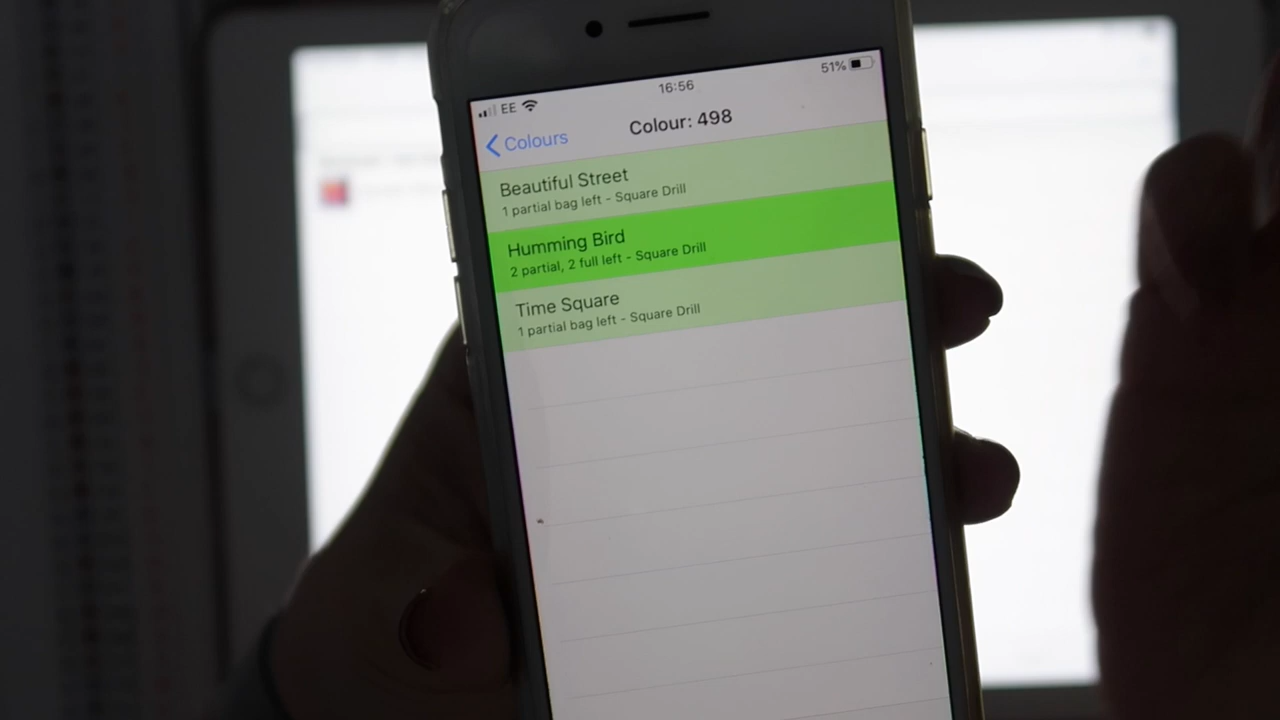 16:56
51%
EE
Colours
Colour: 498
Beautiful Street
1 partial bag left - Square Drill
Humming Bird
2 partial, 2 full left - Square Drill
Time Square
1 partial bag left - Square Drill